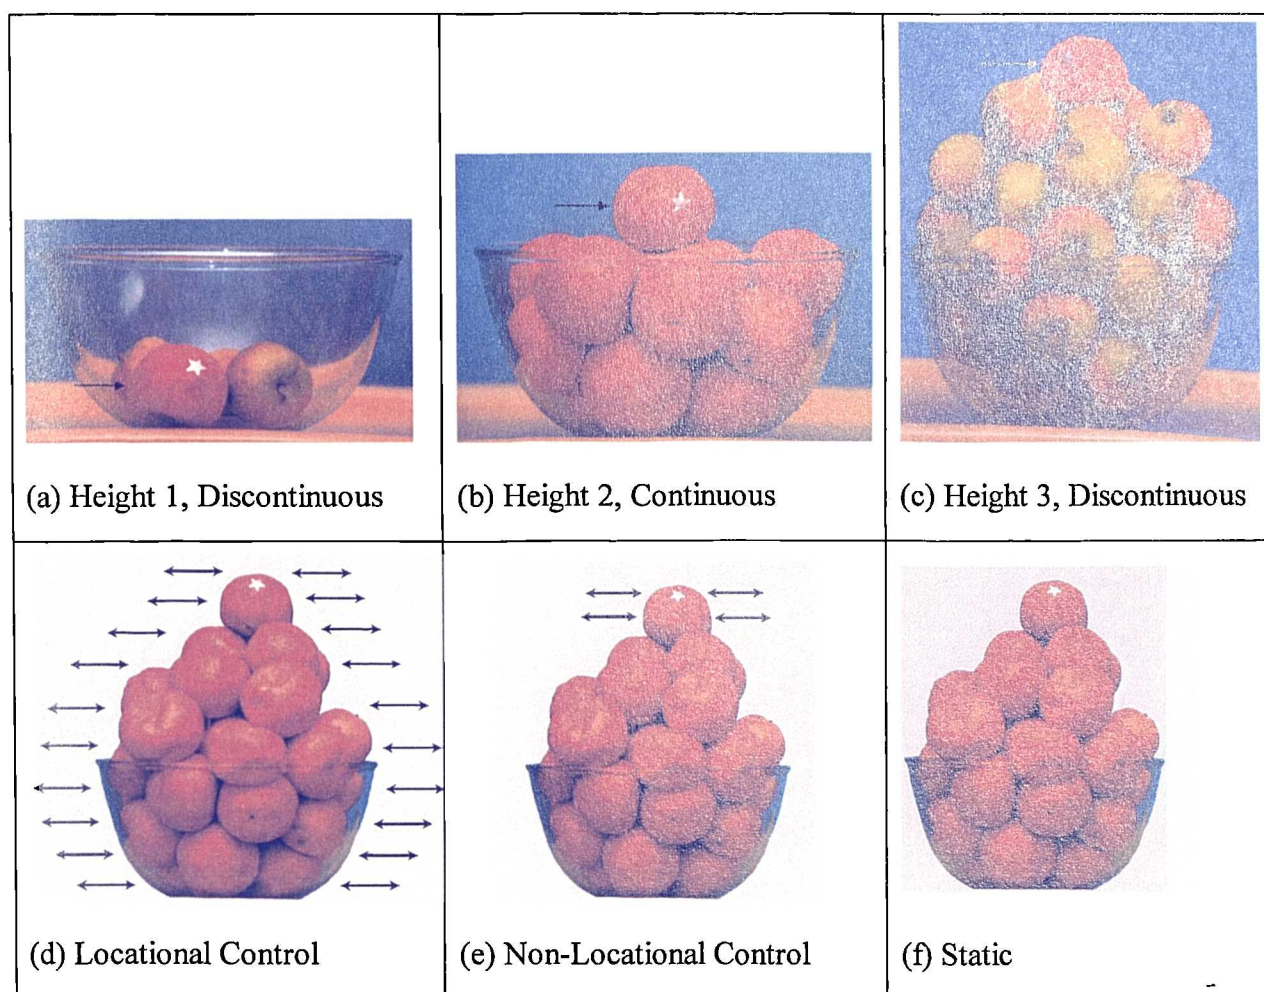 (a) Height 1, Discontinuous
(b) Height 2, Continuous
(c) Height 3, Discontinuous
(d) Locational Control
(e) Non-Locational Control
(f) Static